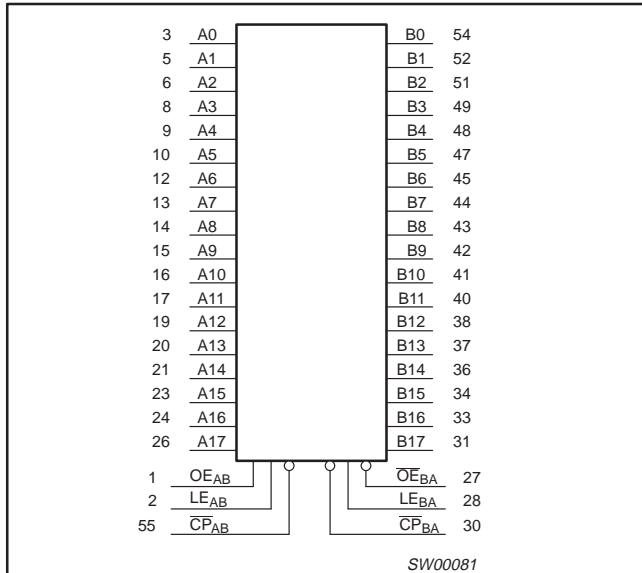 3 A0 B0 54
5 A1 B1 52
6 A2 B2 51
8 A3 B3 49
9 A4 B4 48
10 A5 B5 47
12 A6 B6 45
13 A7 B7 44
14 A8 B8 43
15 A9 B9 42
16 A10 B10 41
17 A11 B11 40
19 A12 B12 38
20 A13 B13 37
21 A14 B14 36
23 A15 B15 34
24 A16 B16 33
26 A17 B17 31
1 OEAB O̅E̅BA 27
2 LEAB LEBA 28
55 C̅P̅AB C̅P̅BA 30
SW00081